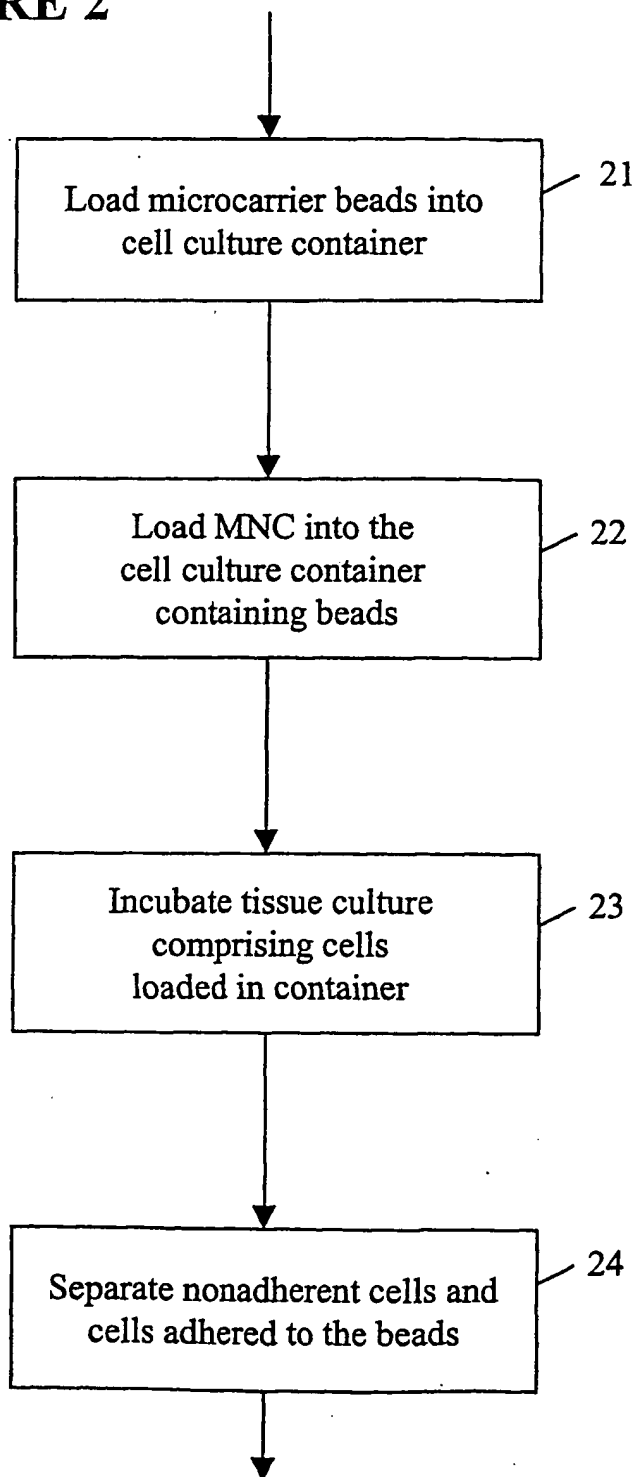 RE 2
Load microcarrier beads into
cell culture container
21
Load MNC into the
cell culture container
containing beads
22
Incubate tissue culture
comprising cells
loaded in container
23
Separate nonadherent cells and
cells adhered to the beads
24